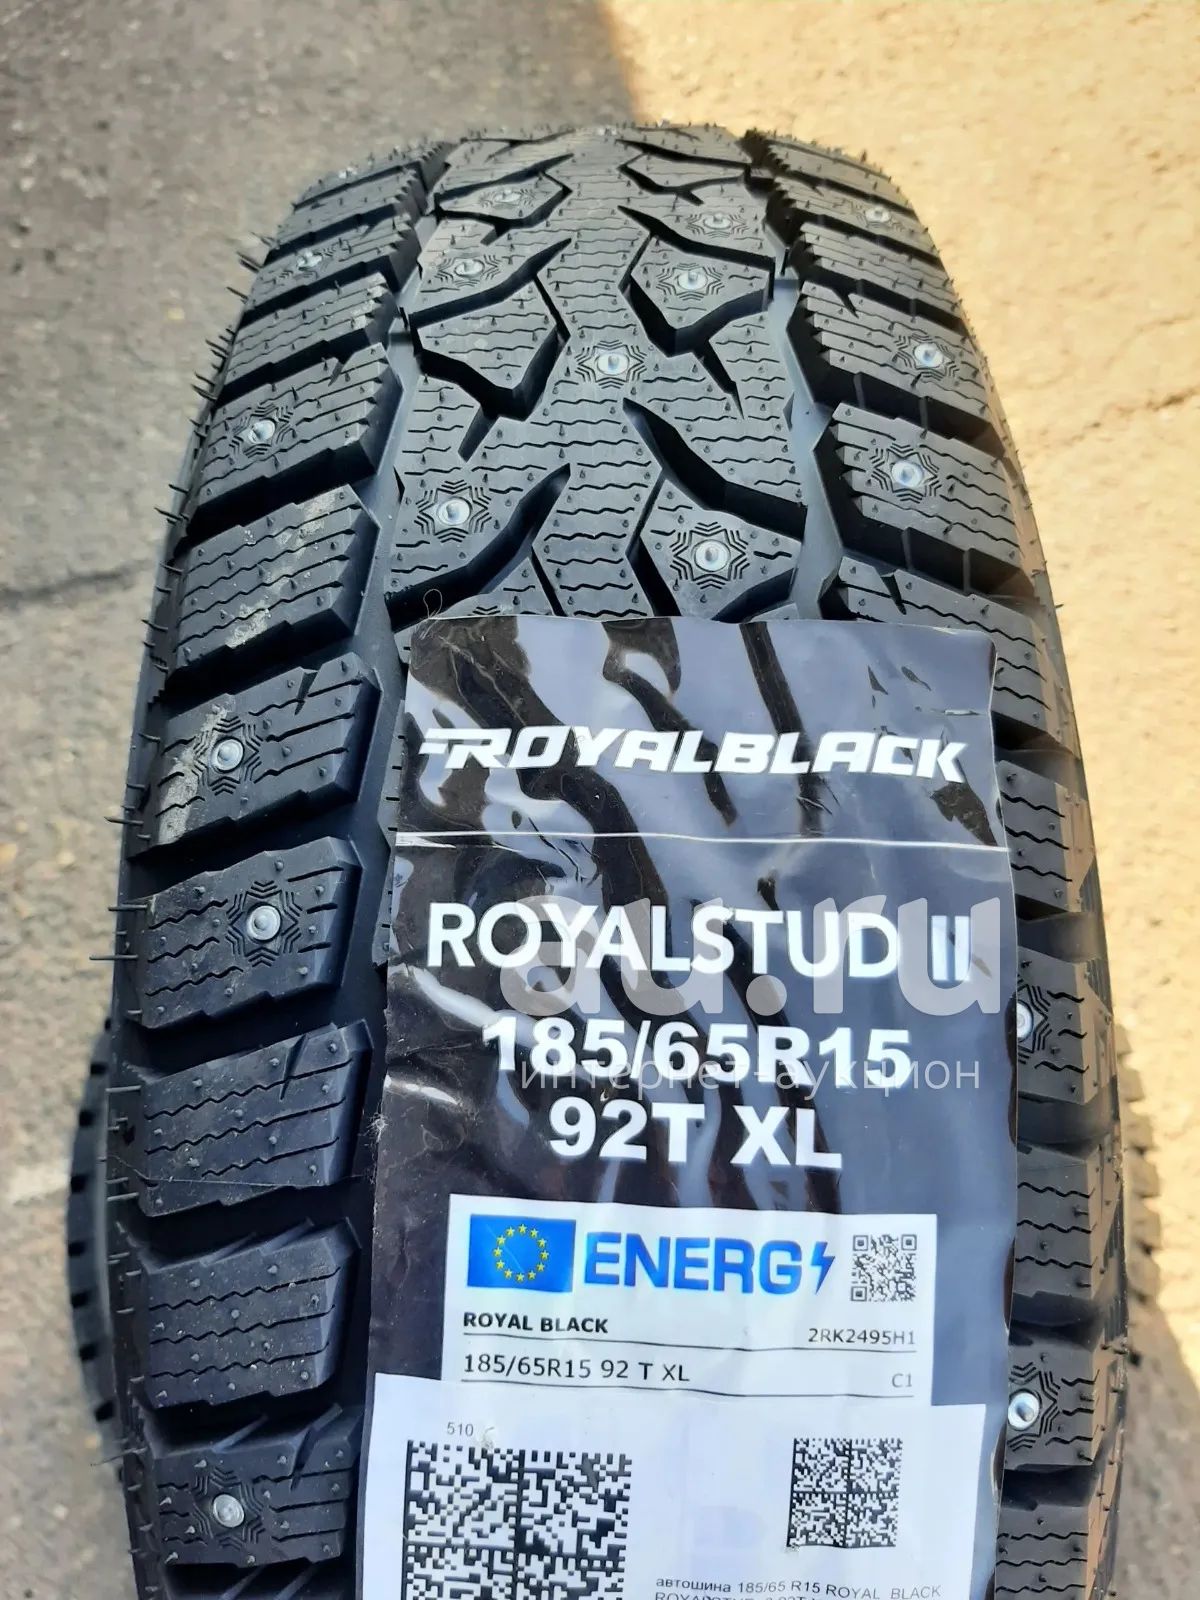 ROYALBLACK
ROYALSTUD II
au.ru
185/65R15
интернет-аукцион
92T XL
ENERG
ROYAL BLACK 2RK2495H1
185/65R15 92 T XL C1
510
автошина 185/65 R15 ROYAL BLACK